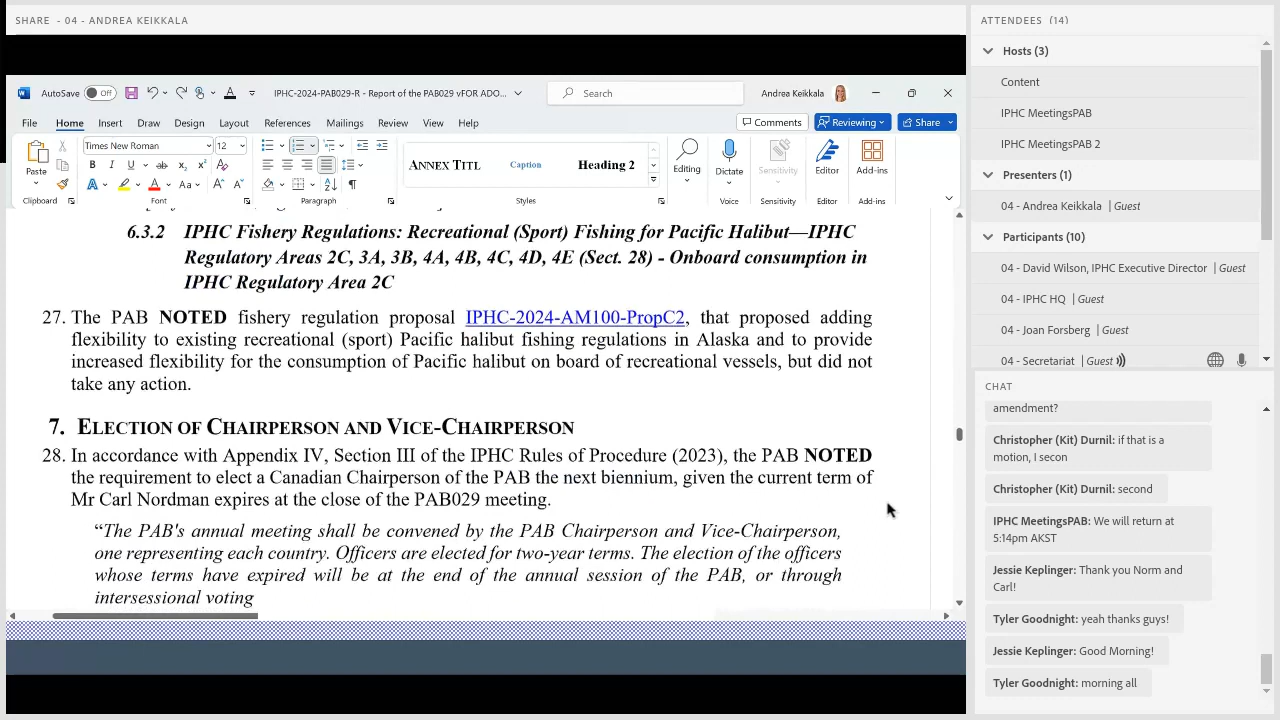 SHARE - 04 - ANDREA KEIKKALA
AutoSave Off
IPHC-2024-PAB029-R - Report of the PAB029 vFOR ADO...
Search
Andrea Keikkala
File Home Insert Draw Design Layout References Mailings Review View Help
Comments Reviewing Share
Paste
Times New Roman 12
ANNEX TITL Caption Heading 2
Editing Dictate Sensitivity Editor Add-ins
Clipboard Font Paragraph Styles Voice Sensitivity Editor Add-ins
6.3.2 IPHC Fishery Regulations: Recreational (Sport) Fishing for Pacific Halibut—IPHC
Regulatory Areas 2C, 3A, 3B, 4A, 4B, 4C, 4D, 4E (Sect. 28) - Onboard consumption in
IPHC Regulatory Area 2C
27. The PAB NOTED fishery regulation proposal IPHC-2024-AM100-PropC2, that proposed adding
flexibility to existing recreational (sport) Pacific halibut fishing regulations in Alaska and to provide
increased flexibility for the consumption of Pacific halibut on board of recreational vessels, but did not
take any action.
7. ELECTION OF CHAIRPERSON AND VICE-CHAIRPERSON
28. In accordance with Appendix IV, Section III of the IPHC Rules of Procedure (2023), the PAB NOTED
the requirement to elect a Canadian Chairperson of the PAB the next biennium, given the current term of
Mr Carl Nordman expires at the close of the PAB029 meeting.
“The PAB's annual meeting shall be convened by the PAB Chairperson and Vice-Chairperson,
one representing each country. Officers are elected for two-year terms. The election of the officers
whose terms have expired will be at the end of the annual session of the PAB, or through
intersessional voting
ATTENDEES (14)
Hosts (3)
Content
IPHC MeetingsPAB
IPHC MeetingsPAB 2
Presenters (1)
04 - Andrea Keikkala | Guest
Participants (10)
04 - David Wilson, IPHC Executive Director | Guest
04 - IPHC HQ | Guest
04 - Joan Forsberg | Guest
04 - Secretariat | Guest
CHAT
amendment?
Christopher (Kit) Durnil: if that is a
motion, I secon
Christopher (Kit) Durnil: second
IPHC MeetingsPAB: We will return at
5:14pm AKST
Jessie Keplinger: Thank you Norm and
Carl!
Tyler Goodnight: yeah thanks guys!
Jessie Keplinger: Good Morning!
Tyler Goodnight: morning all